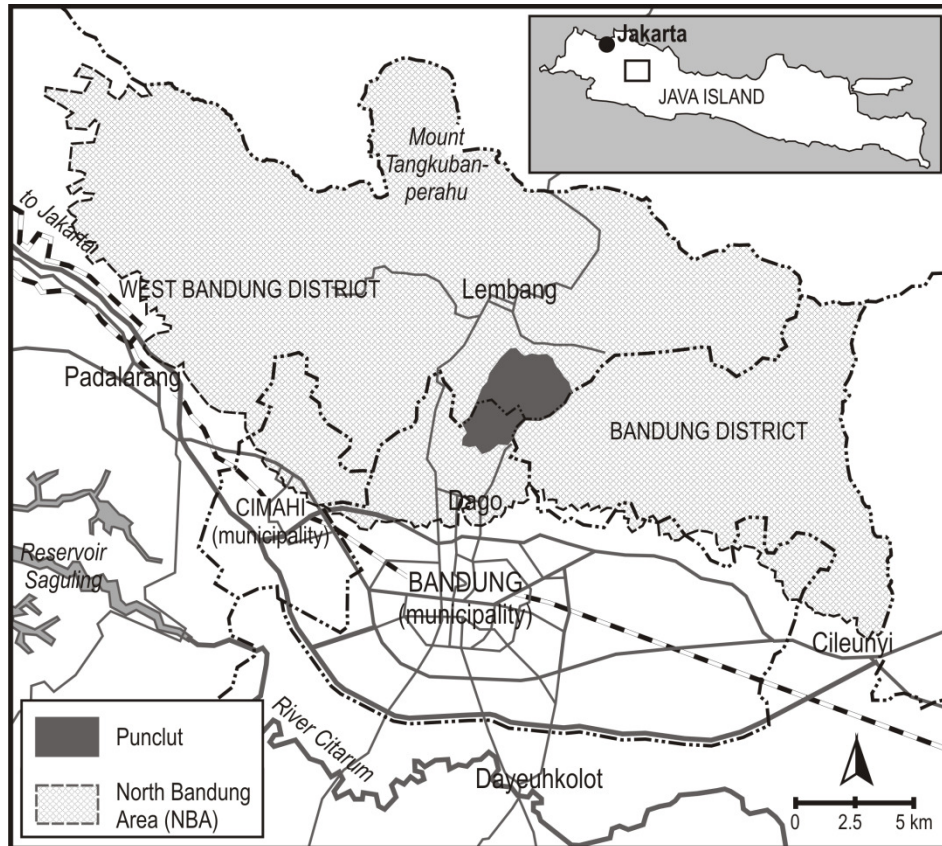 Jakarta
JAVA ISLAND
Mount
Tangkuban-
perahu
to Jakarta
WEST BANDUNG DISTRICT
Lembang
Padalarang
BANDUNG DISTRICT
Dago
CIMAHI
(municipality)
Reservoir
Saguling
BANDUNG
(municipality)
Cileunyi
River Citarum
Dayeuhkolot
Punclut
North Bandung
Area (NBA)
0 2.5 5 km